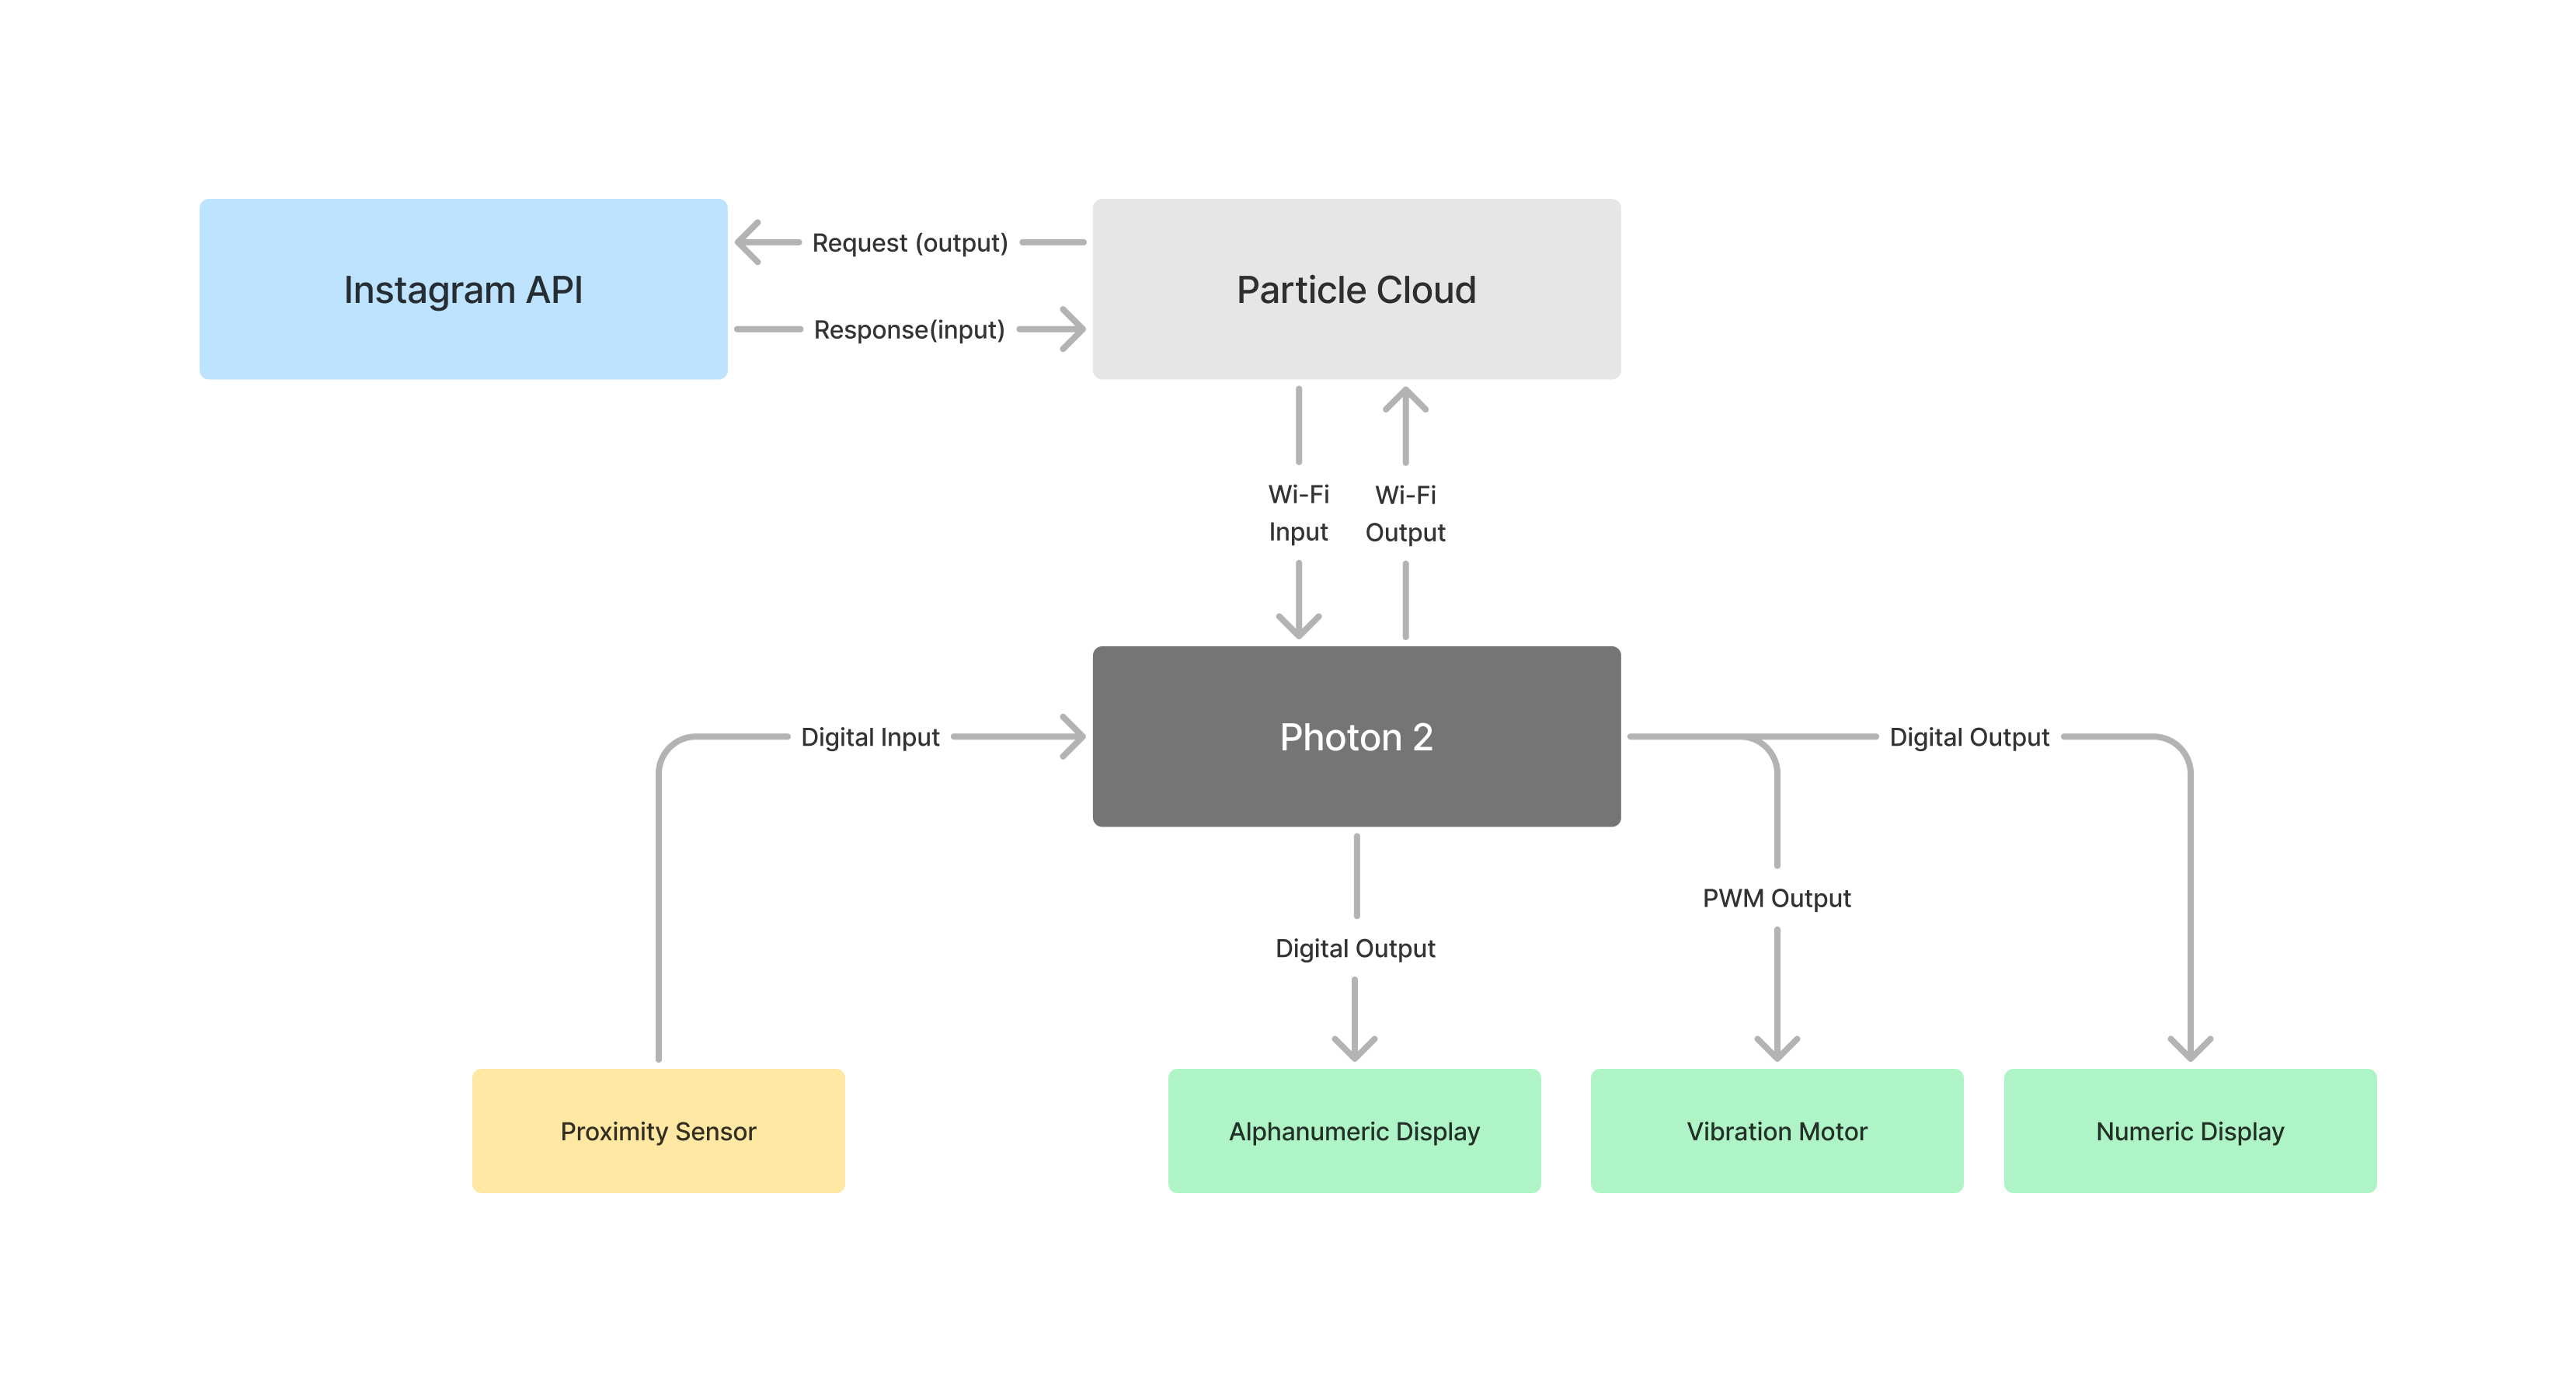 Instagram API
Request (output)
Response(input)
Particle Cloud
Wi-Fi
Input
Wi-Fi
Output
Digital Input
Photon 2
Digital Output
PWM Output
Digital Output
Proximity Sensor
Alphanumeric Display
Vibration Motor
Numeric Display